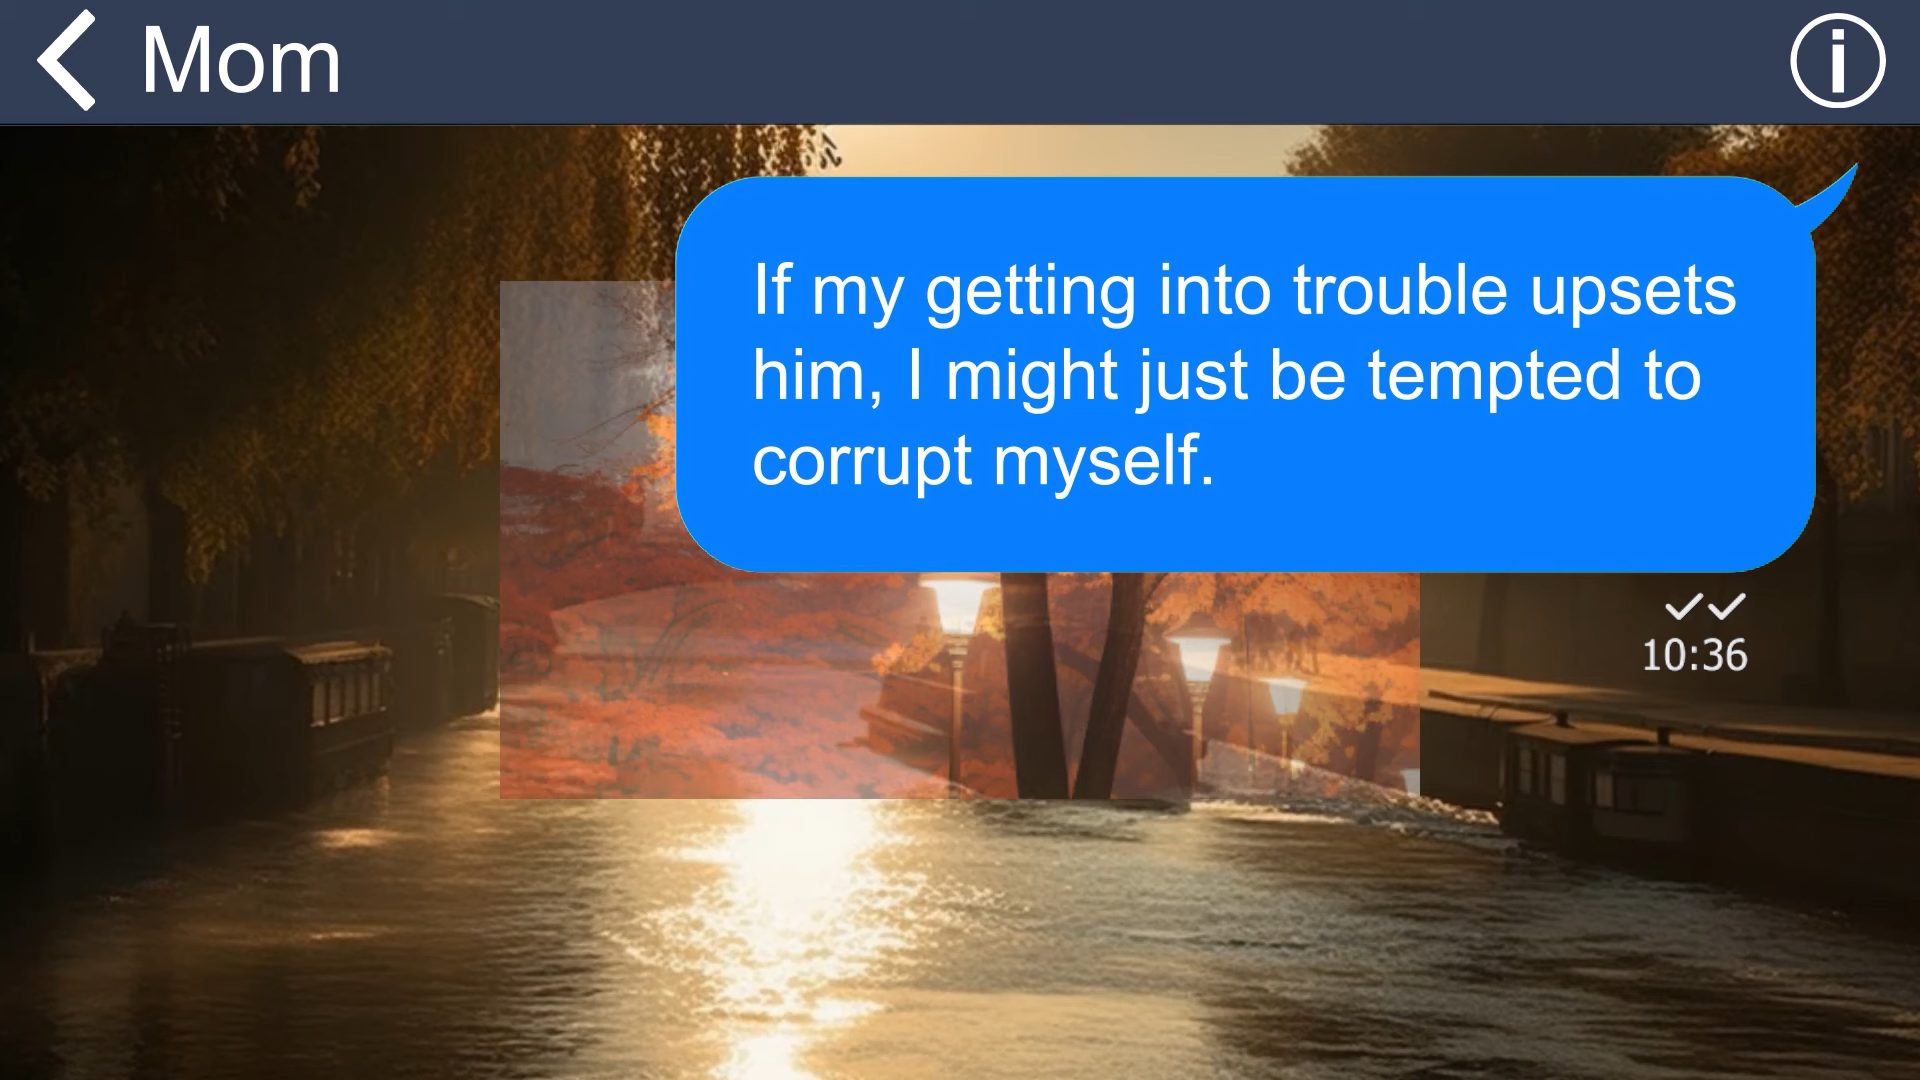 Mom
If my getting into trouble upsets
him, I might just be tempted to
corrupt myself.
10:36